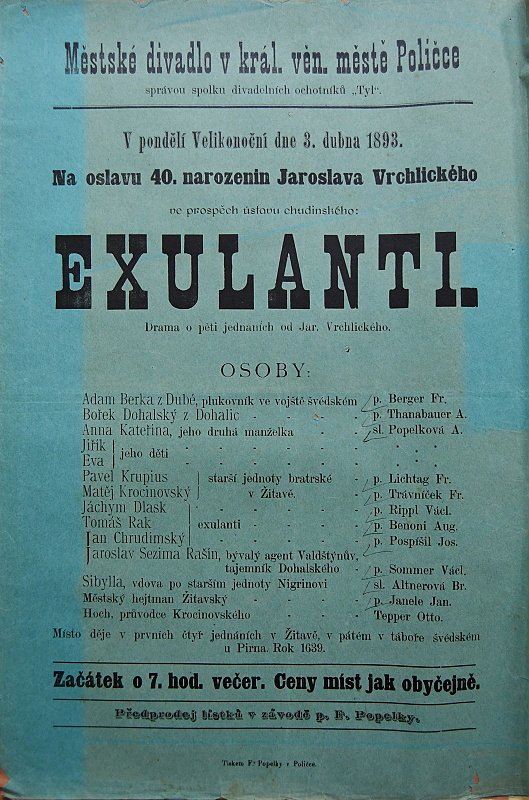 Městské divadlo v král. věn. městě Poličce
správou spolku divadelních ochotníků „Tyl“.
V pondělí Velikonoční dne 3. dubna 1893.
Na oslavu 40. narozenin Jaroslava Vrchlického
ve prospěch ústavu chudinského:
EXULANTI.
Drama o pěti jednáních od Jar. Vrchlického.
OSOBY:
Adam Berka z Dubé, plukovník ve vojště švédském p. Berger Fr.
Bořek Dohalský z Dohalic - - - - p. Thanabauer A.
Anna Kateřina, jeho druhá manželka - - sl. Popelková A.
Jiřík
Eva } jeho děti
Pavel Krupius } starší jednoty bratrské - p. Lichtag Fr.
Matěj Krocinovský } v Žitavě. - p. Trávníček Fr.
Jáchym Dlask - - - - p. Rippl Václ.
Tomáš Rak } exulanti - - - - p. Benoni Aug.
Jan Chrudimský - - - - p. Pospíšil Jos.
Jaroslav Sezima Rašín, bývalý agent Valdštýnův,
tajemník Dohalského - p. Sommer Václ.
Sibylla, vdova po starším jednoty Nigrinovi - sl. Altnerová Br.
Městský hejtman Žitavský - - - - p. Janele Jan.
Hoch, průvodce Krocinovského - - - Tepper Otto.
Místo děje v prvních čtyř jednáních v Žitavě, v pátém v táboře švédském
u Pirna. Rok 1639.
Začátek o 7. hod. večer. Ceny míst jak obyčejně.
Předprodej lístků v závodě p. F. Popelky.
Tiskem Fr. Popelky v Poličce.